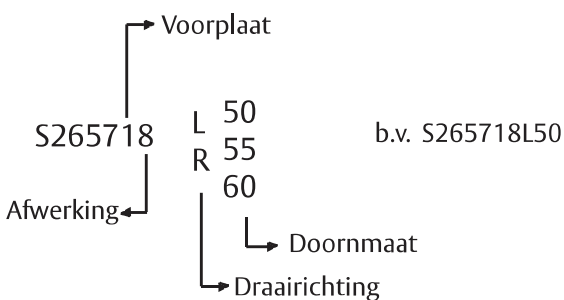 Voorplaat
S265718
L
R
50
55
60
b.v. S265718L50
Afwerking
Doornmaat
Draairichting